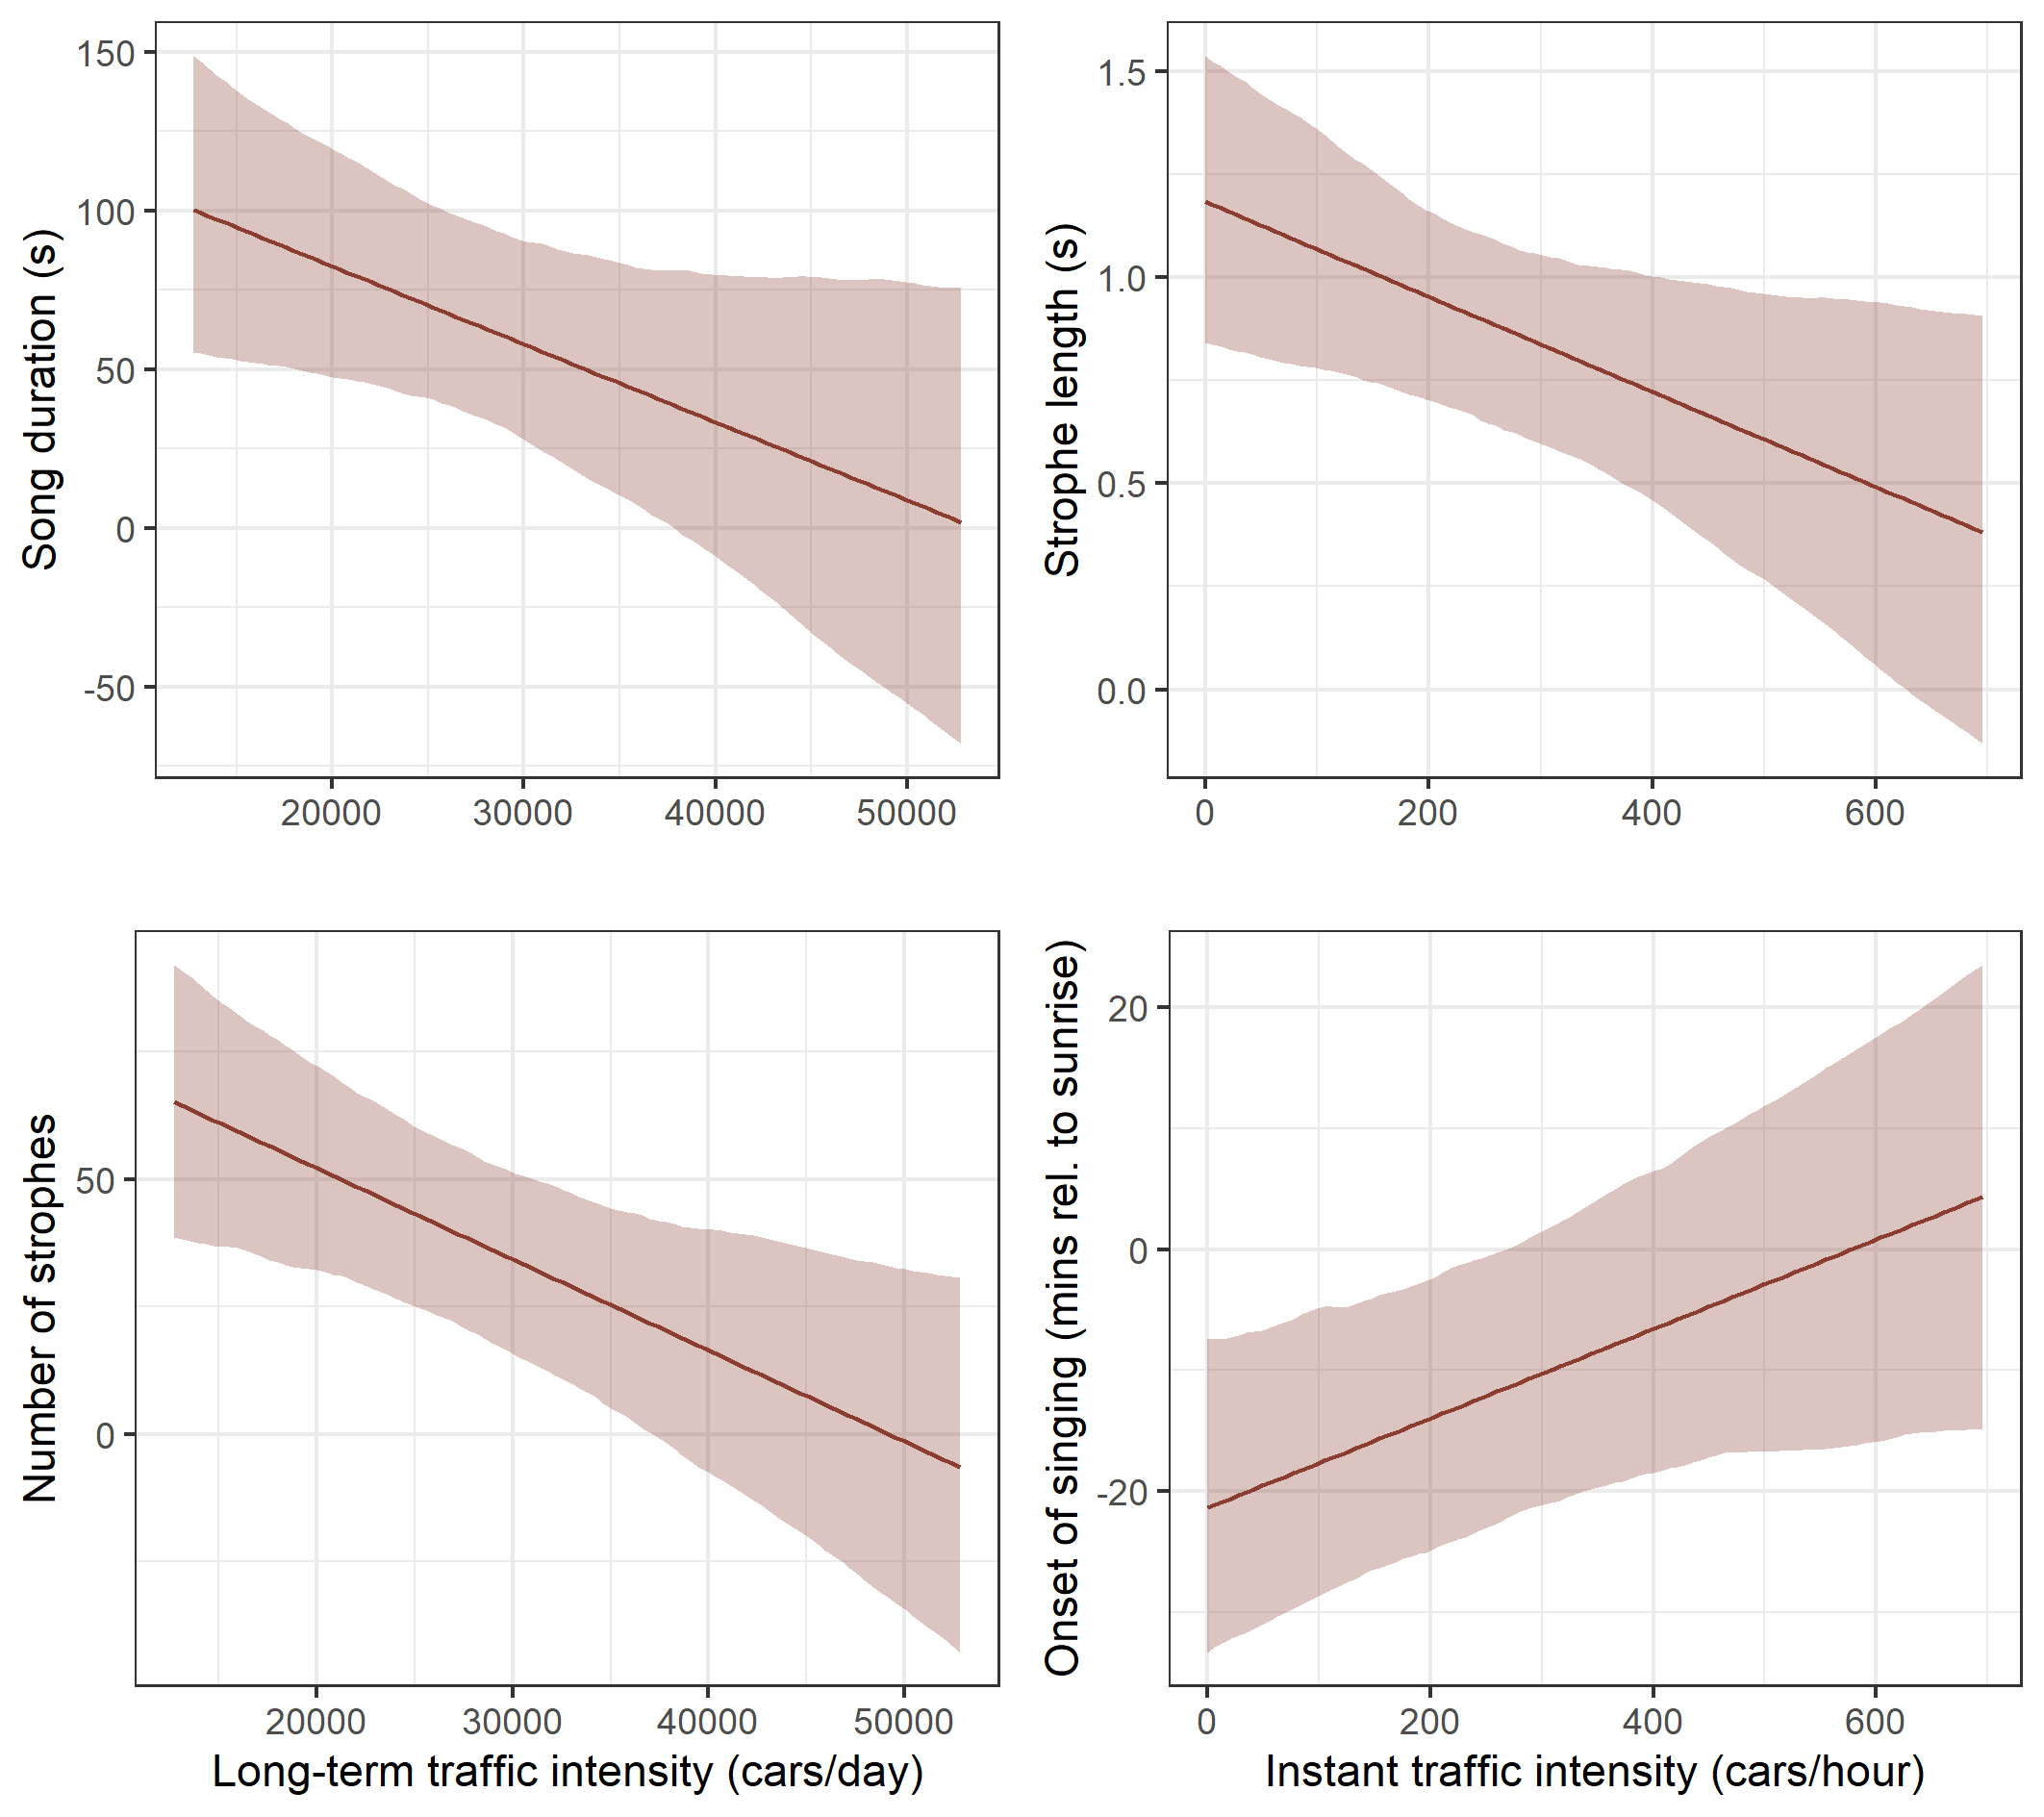 Song duration (s)
150
100
50
0
-50
20000 30000 40000 50000
Strophe length (s)
1.5
1.0
0.5
0.0
0 200 400 600
Number of strophes
50
0
20000 30000 40000 50000
Long-term traffic intensity (cars/day)
Onset of singing (mins rel. to sunrise)
20
0
-20
0 200 400 600
Instant traffic intensity (cars/hour)